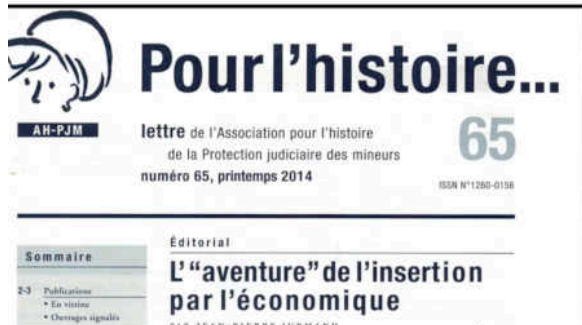 Pour l'histoire...
AH-PJM
lettre de l'Association pour l'histoire
de la Protection judiciaire des mineurs
numéro 65, printemps 2014
65
ISSN N°1260-0156
Éditorial
L'"aventure" de l'insertion
par l'économique
Sommaire
2-3 Publications
• En vitrine
• Ouvrages signalés